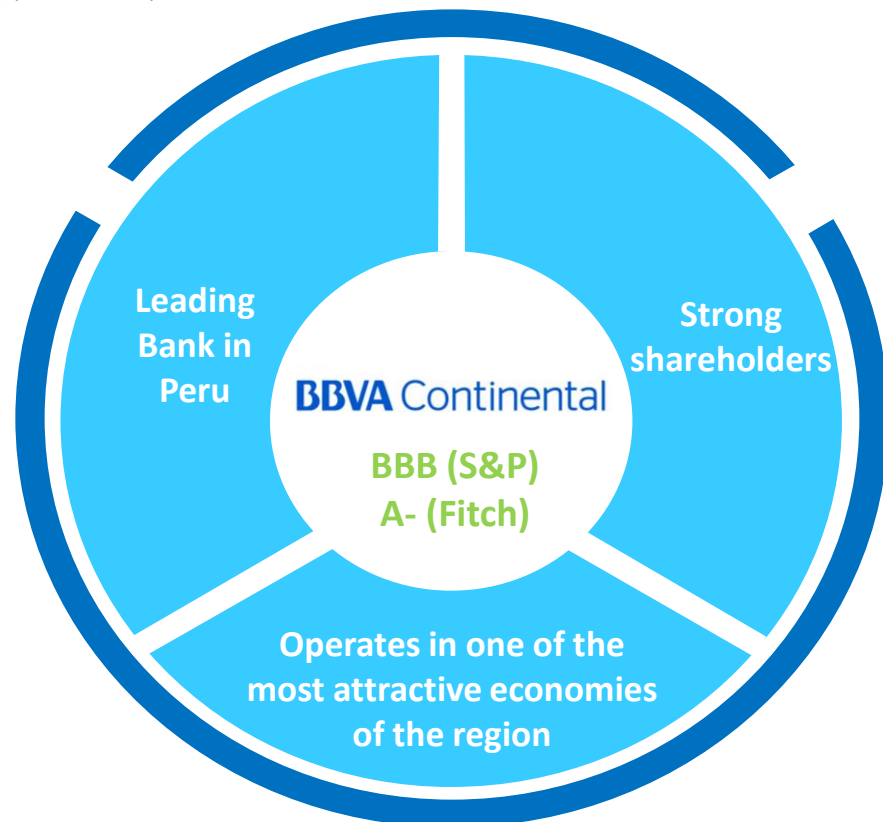 Leading
Bank in
Peru
Strong
shareholders
BBVA Continental
BBB (S&P)
A- (Fitch)
Operates in one of the
most attractive economies
of the region